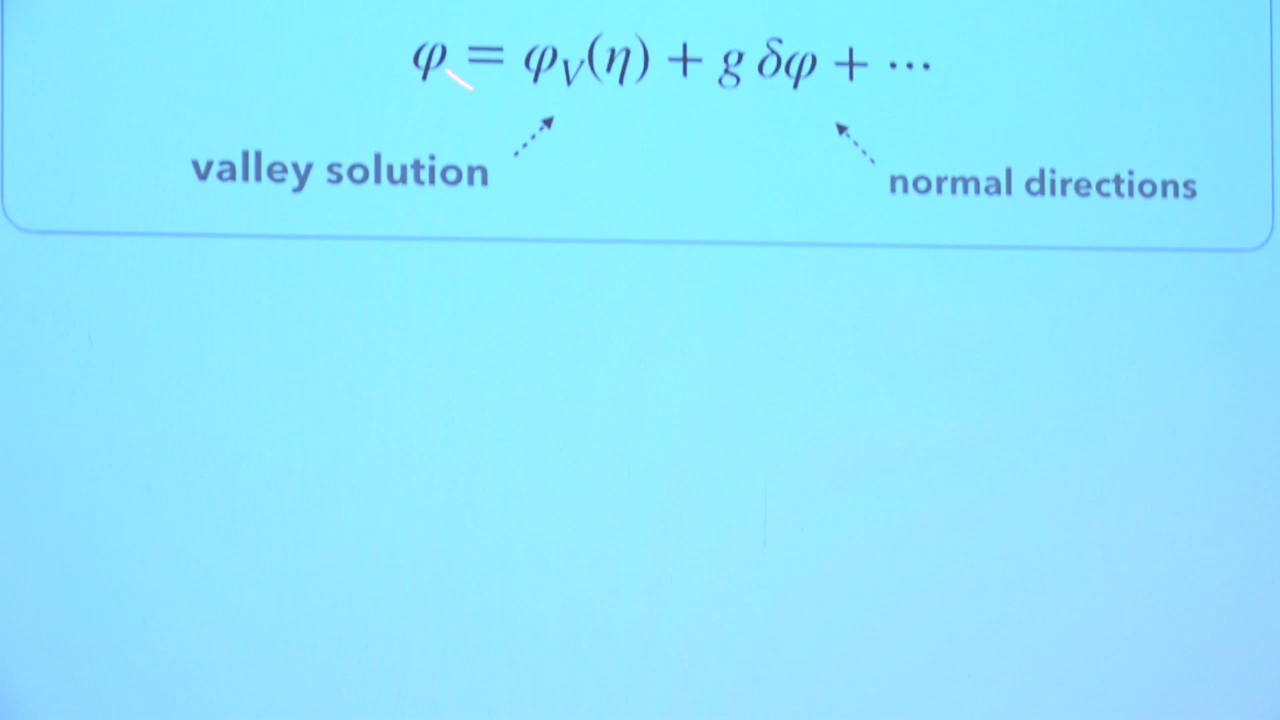 φ = φ_V(η) + g δφ + ⋯
valley solution
normal directions